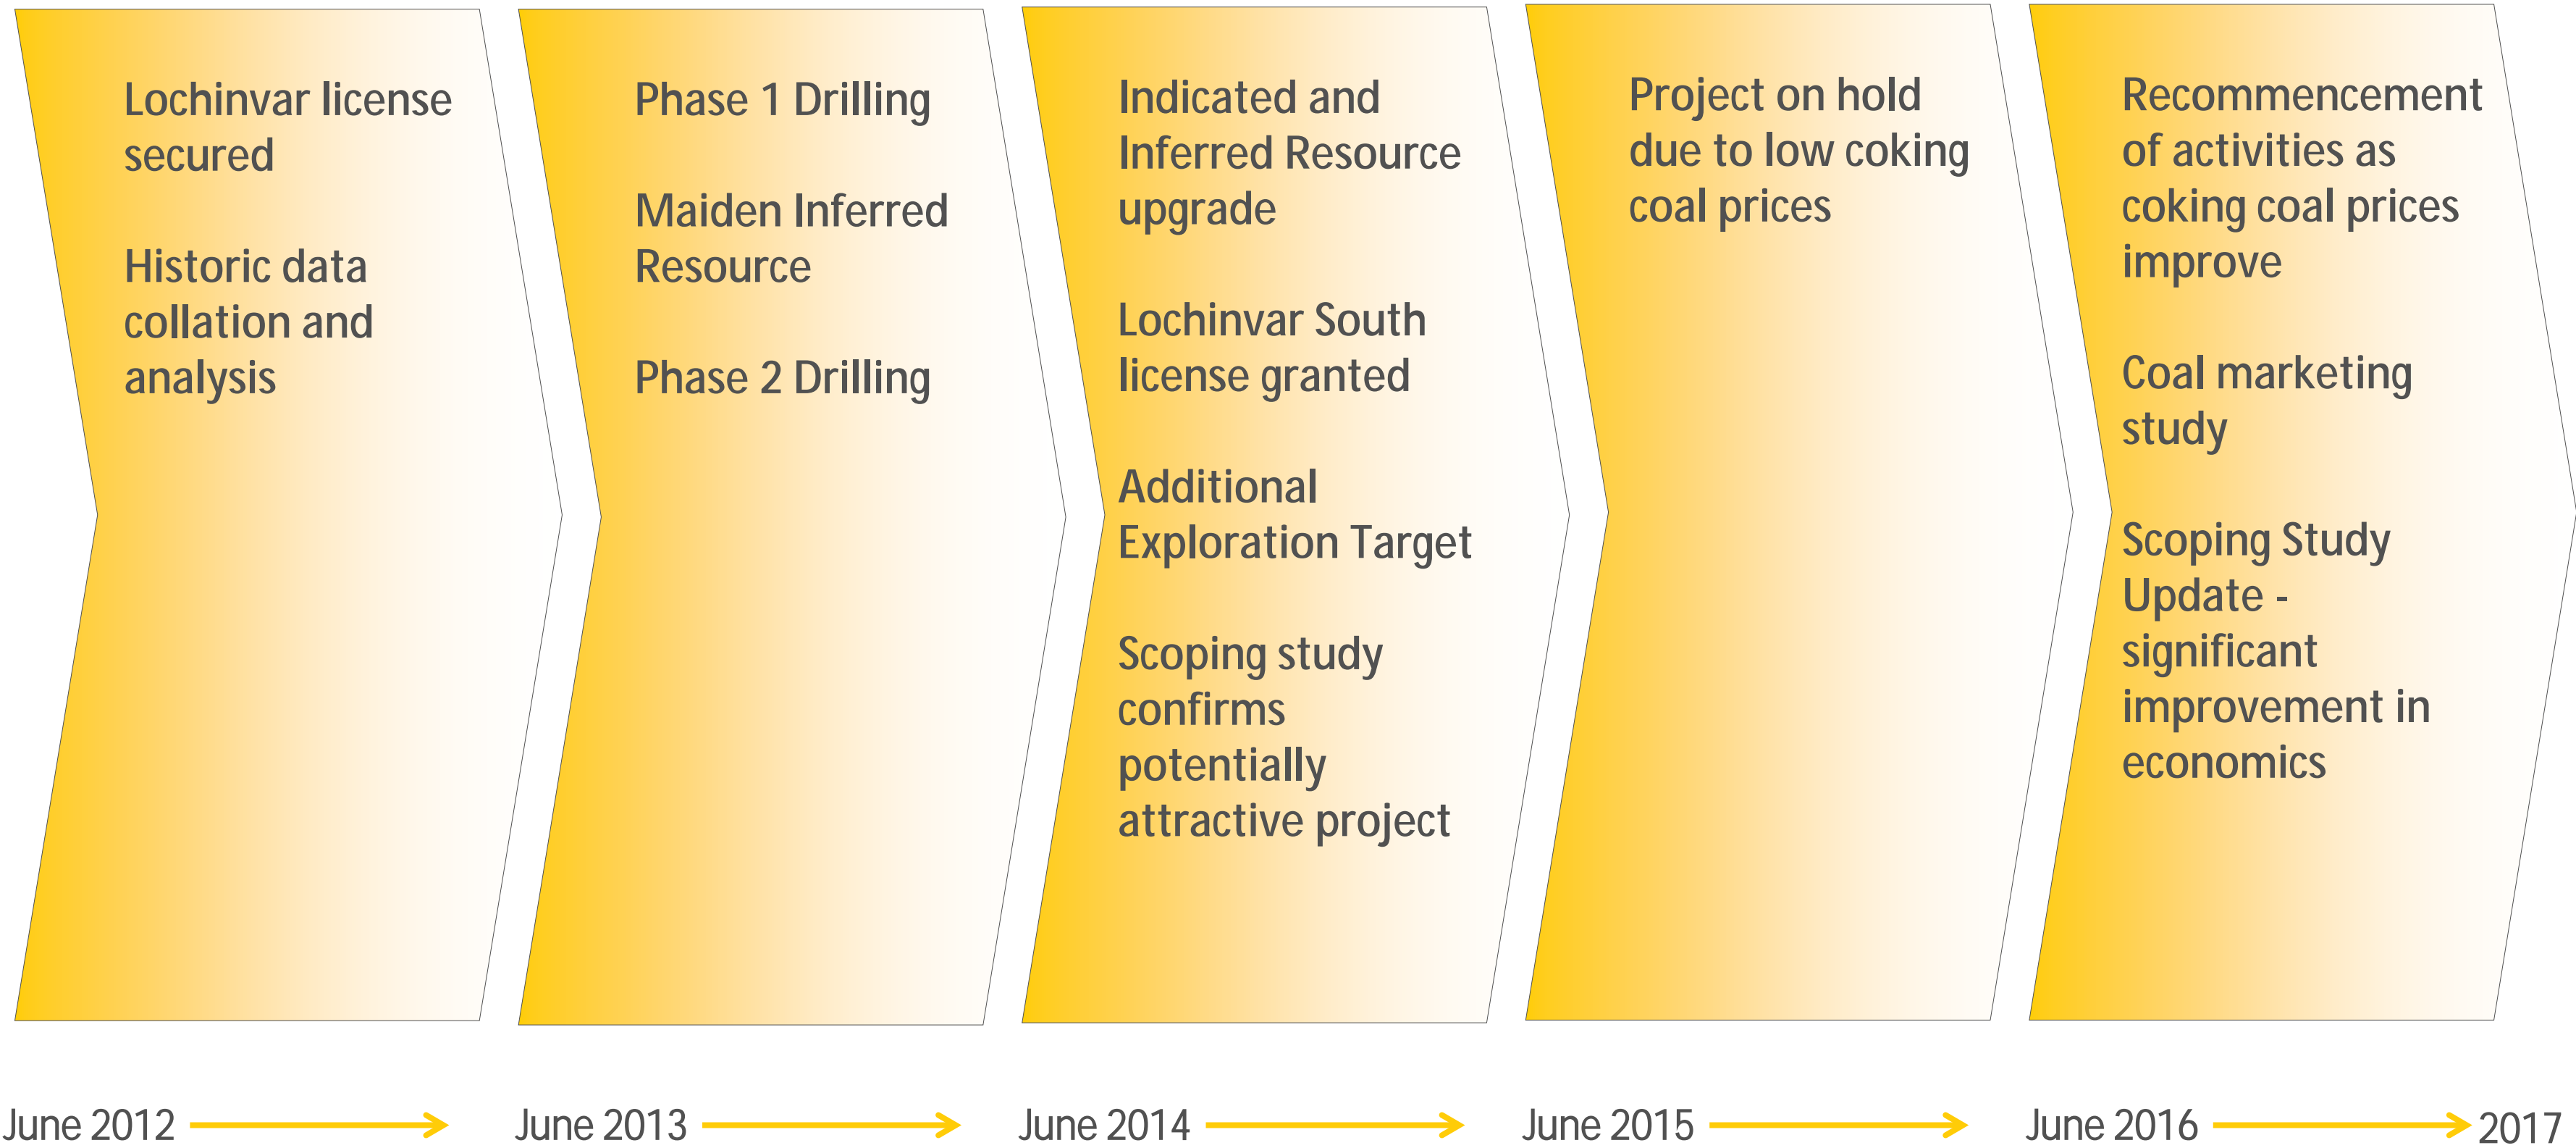 Lochinvar license
secured
Historic data
collation and
analysis
Phase 1 Drilling
Maiden Inferred
Resource
Phase 2 Drilling
Indicated and
Inferred Resource
upgrade
Lochinvar South
license granted
Additional
Exploration Target
Scoping study
confirms
potentially
attractive project
Project on hold
due to low coking
coal prices
Recommencement
of activities as
coking coal prices
improve
Coal marketing
study
Scoping Study
Update -
significant
improvement in
economics
June 2012
June 2013
June 2014
June 2015
June 2016
2017